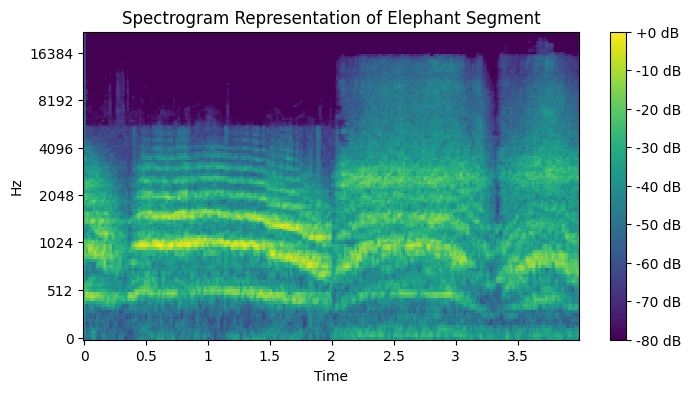 Spectrogram Representation of Elephant Segment
Hz
16384
8192
4096
2048
1024
512
0
0
0.5
1
1.5
2
2.5
3
3.5
Time
+0 dB
-10 dB
-20 dB
-30 dB
-40 dB
-50 dB
-60 dB
-70 dB
-80 dB